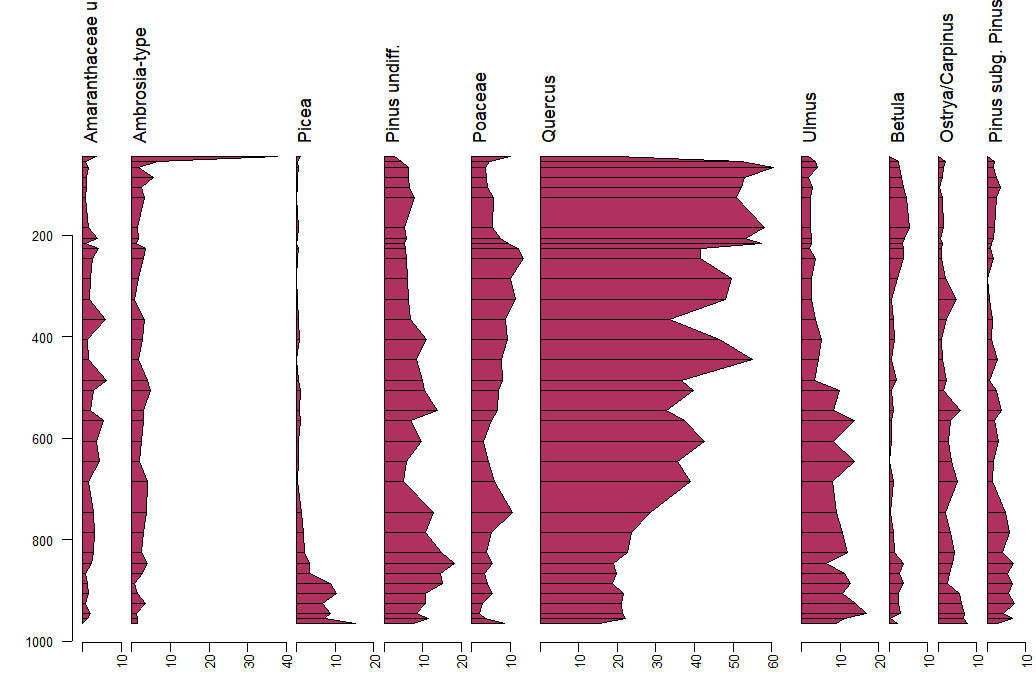 Amaranthaceae u
Ambrosia-type
Picea
Pinus undiff.
Poaceae
Quercus
Ulmus
Betula
Ostrya/Carpinus
Pinus subg. Pinus
200
400
600
800
1000
10
10 20 30 40
10 20
10 20
10
10 20 30 40 50 60
10 20
10
10
10